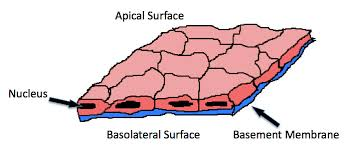 Apical Surface
Nucleus
Basolateral Surface
Basement Membrane